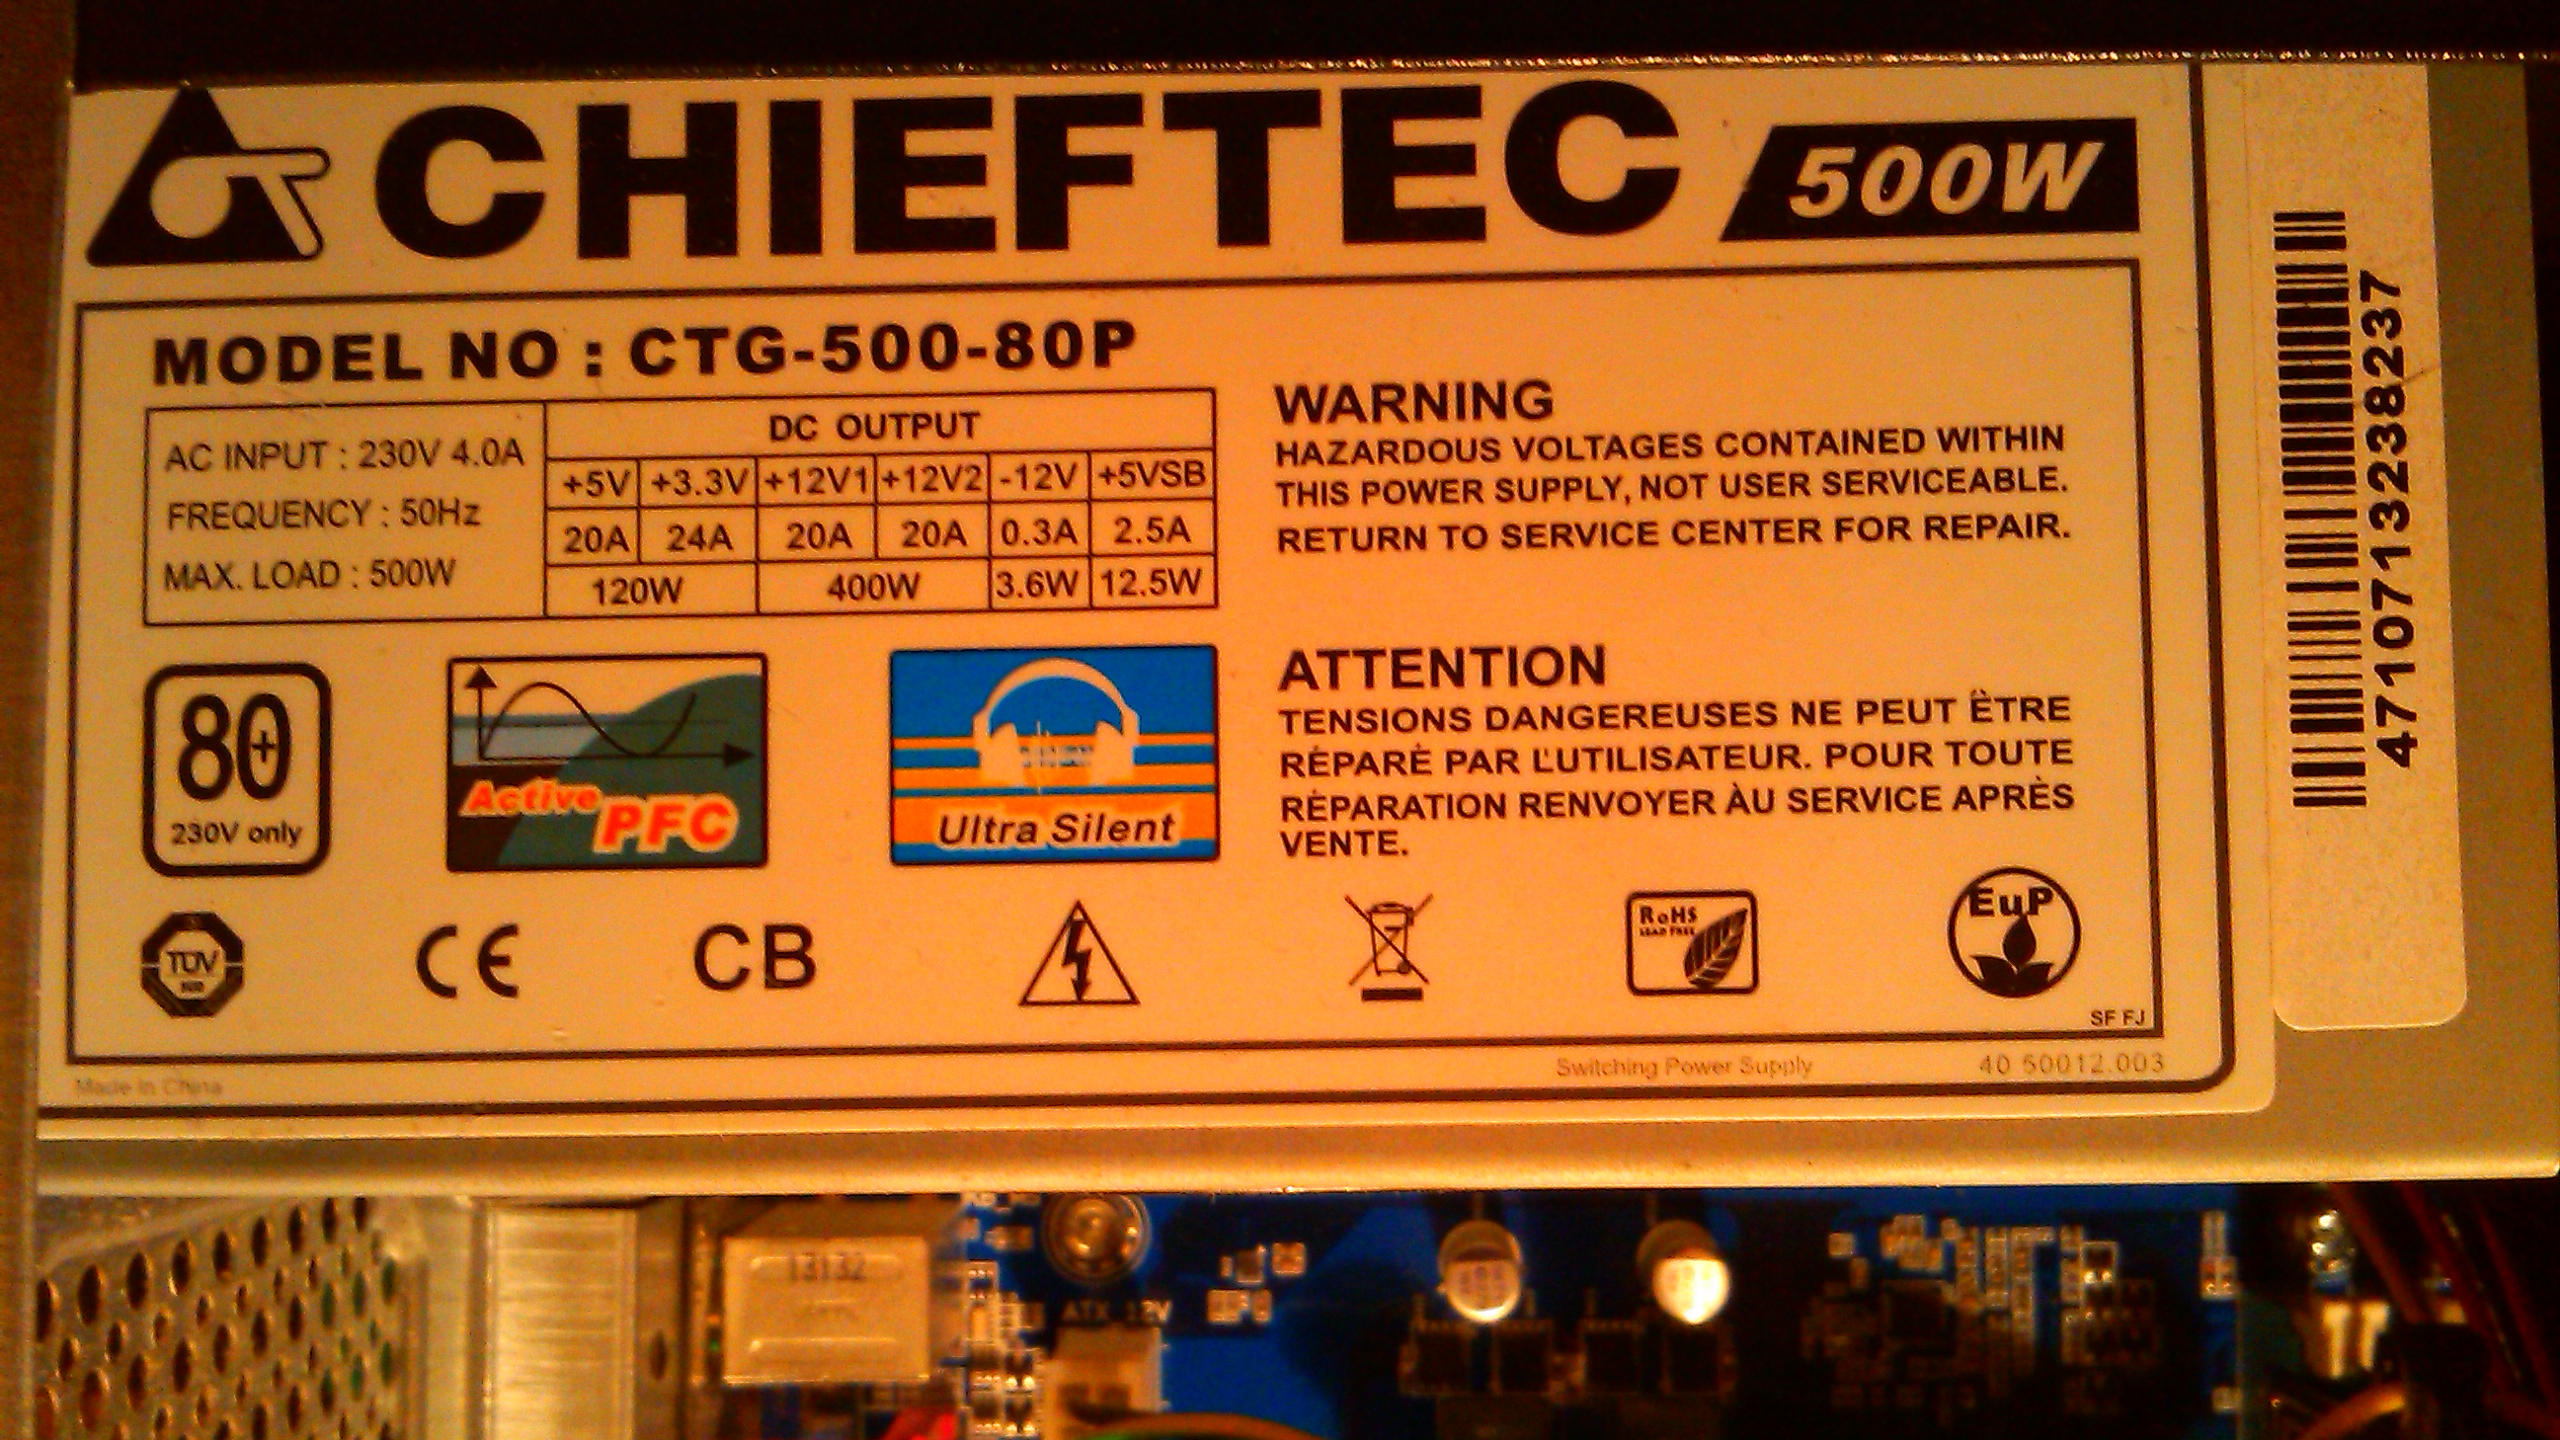 CHIEFTEC 500W
MODEL NO : CTG-500-80P
AC INPUT : 230V 4.0A
FREQUENCY : 50Hz
MAX. LOAD : 500W
DC OUTPUT
+5V +3.3V +12V1 +12V2 -12V +5VSB
20A 24A 20A 20A 0.3A 2.5A
120W 400W 3.6W 12.5W
WARNING
HAZARDOUS VOLTAGES CONTAINED WITHIN
THIS POWER SUPPLY, NOT USER SERVICEABLE.
RETURN TO SERVICE CENTER FOR REPAIR.
ATTENTION
TENSIONS DANGEREUSES NE PEUT ËTRE
RÉPARÉ PAR L'UTILISATEUR. POUR TOUTE
RÉPARATION RENVOYER ÀU SERVICE APRÈS
VENTE.
80+
230V only
Active
PFC
Ultra Silent
TÜV
CE
CB
RoHS
LEAD FREE
EuP
SF FJ
Made in China
Switching Power Supply
40 50012.003
4710713238237
13132
ATX_12V